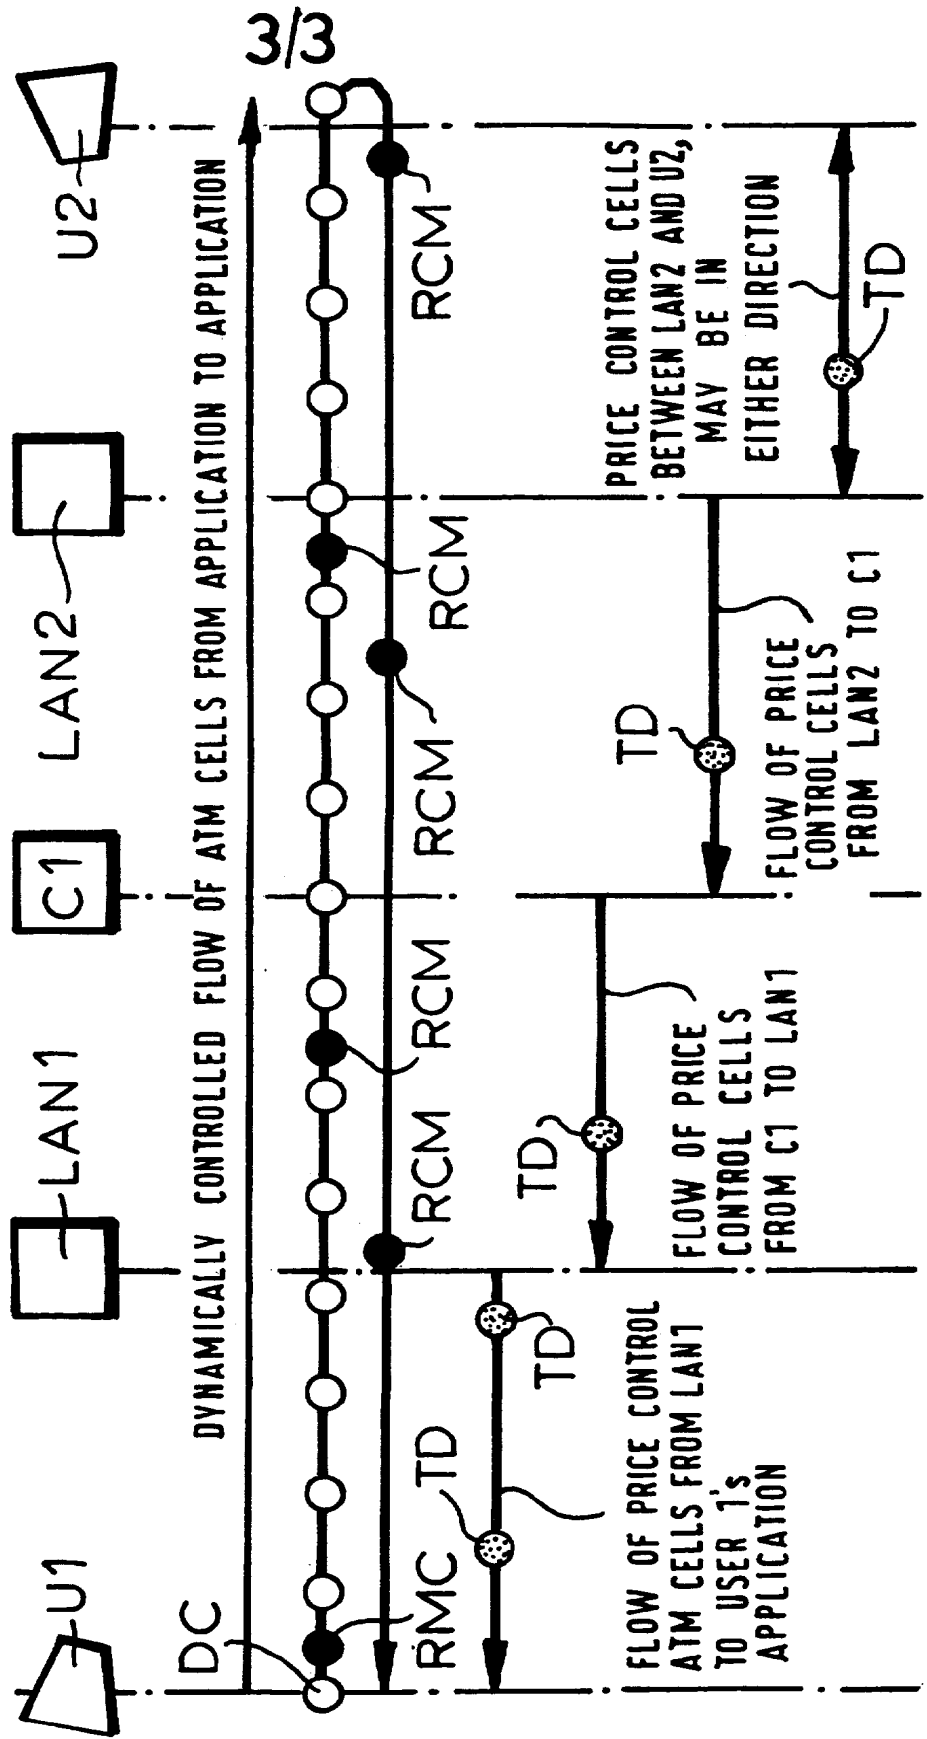 3/3
U1
LAN1
C1
LAN2
U2
DYNAMICALLY CONTROLLED FLOW OF ATM CELLS FROM APPLICATION TO APPLICATION
DC
RMC
RCM
RCM
RCM
RCM
RCM
TD
TD
FLOW OF PRICE CONTROL
ATM CELLS FROM LAN1
TO USER 1's
APPLICATION
TD
FLOW OF PRICE
CONTROL CELLS
FROM C1 TO LAN1
TD
FLOW OF PRICE
CONTROL CELLS
FROM LAN2 TO C1
PRICE CONTROL CELLS
BETWEEN LAN2 AND U2,
MAY BE IN
EITHER DIRECTION
TD